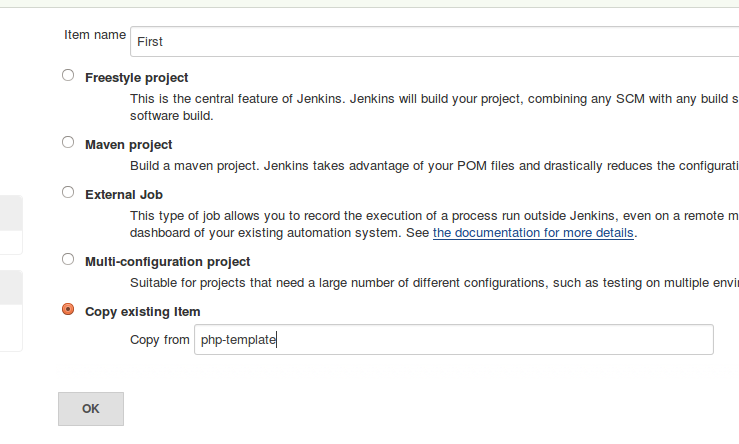 Item name First
Freestyle project
This is the central feature of Jenkins. Jenkins will build your project, combining any SCM with any build s
software build.
Maven project
Build a maven project. Jenkins takes advantage of your POM files and drastically reduces the configurati
External Job
This type of job allows you to record the execution of a process run outside Jenkins, even on a remote m
dashboard of your existing automation system. See the documentation for more details.
Multi-configuration project
Suitable for projects that need a large number of different configurations, such as testing on multiple envi
Copy existing Item
Copy from php-template
OK